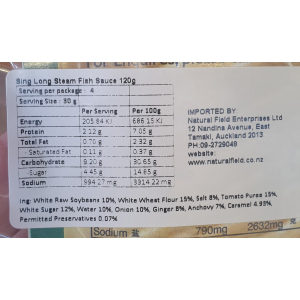 Sing Long Steam Fish Sauce 120g
Serving per package - 4
Serving Size: 30 g
Per Serving Per 100g
Energy 205.84 KJ 686.15 KJ
Protein 2.12 g 7.05 g
Total Fat 0.70 g 2.32 g
Saturated Fat 0.11 g 0.37 g
Carbohydrate 9.20 g 30.65 g
Sugar 4.45 g 14.85 g
Sodium 994.27 mg 3314.22 mg
IMPORTED BY:
Natural Field Enterprises Ltd
12 Nandina Avenue, East
Tamaki, Auckland 2013
PH:09-2729048
website:
www.naturalfield.co.nz
Ing: White Raw Soybeans 10%, White Wheat Flour 15%, Salt 8%, Tomato Puree 15%,
White Sugar 12%, Water 10%, Onion 10%, Ginger 8%, Anchovy 7%, Caramel 4.93%,
Permitted Preservatives 0.07%
Sodium 790mg 2632mg